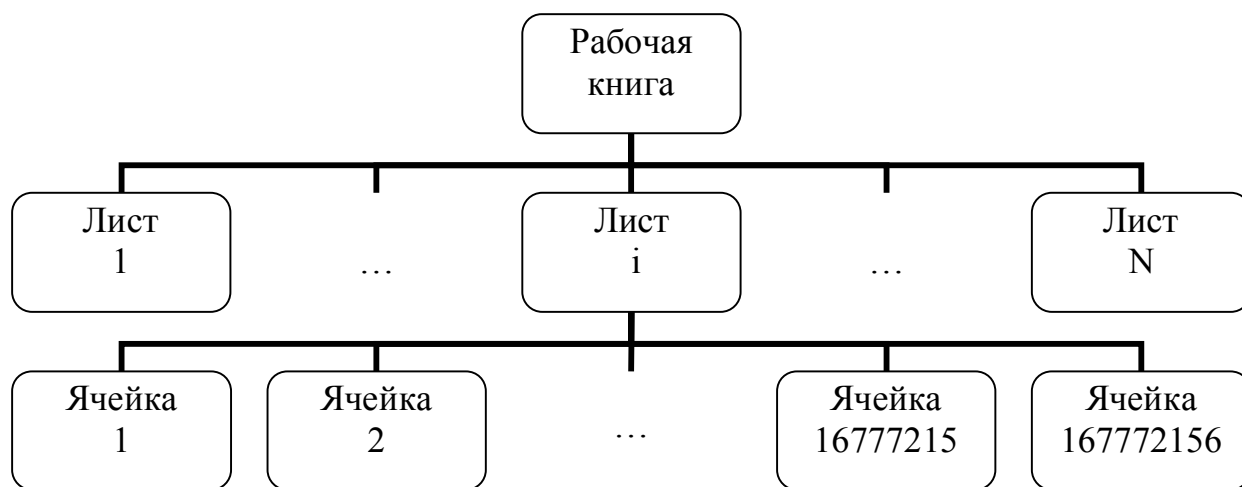 Рабочая
книга
Лист
1
…
Лист
i
…
Лист
N
Ячейка
1
Ячейка
2
…
Ячейка
16777215
Ячейка
167772156